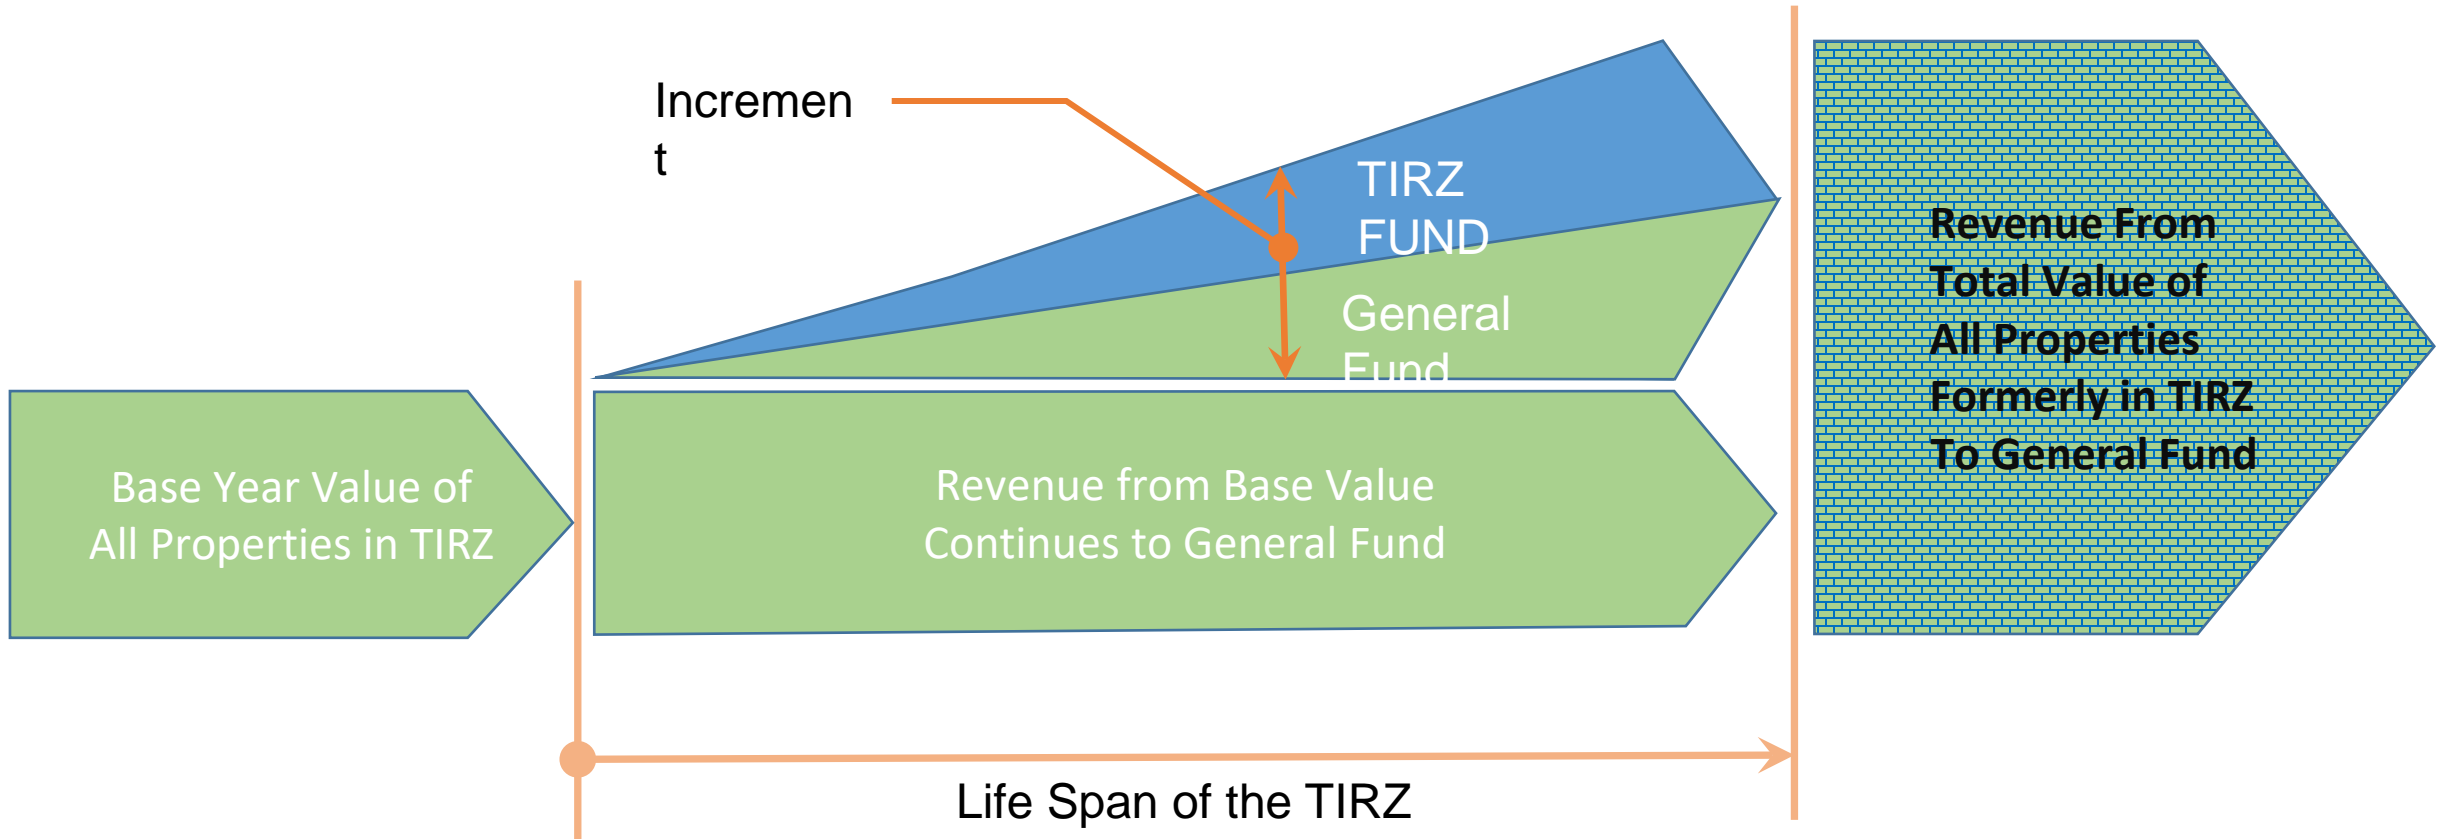 Incremen
t
TIRZ
FUND
General
Fund
Revenue From
Total Value of
All Properties
Formerly in TIRZ
To General Fund
Base Year Value of
All Properties in TIRZ
Revenue from Base Value
Continues to General Fund
Life Span of the TIRZ